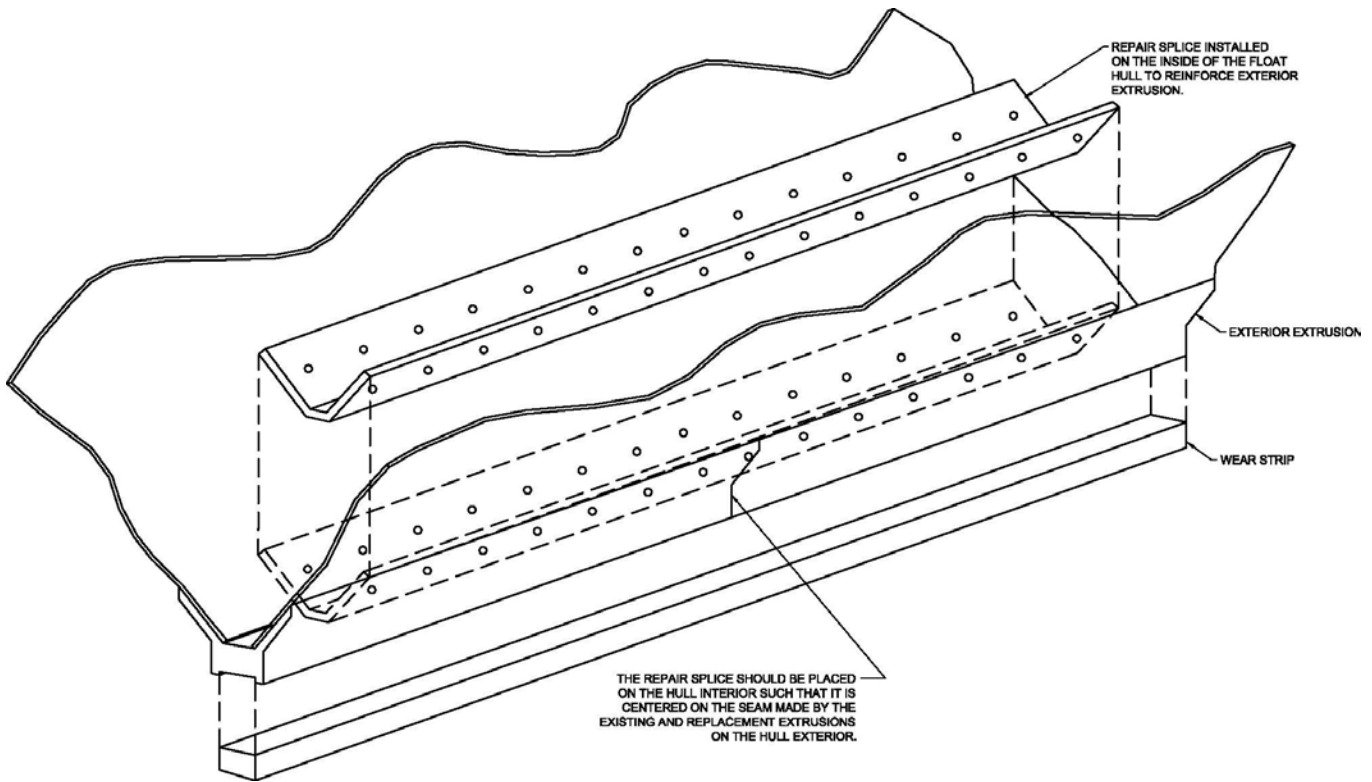 REPAIR SPLICE INSTALLED
ON THE INSIDE OF THE FLOAT
HULL TO REINFORCE EXTERIOR
EXTRUSION.
EXTERIOR EXTRUSION
WEAR STRIP
THE REPAIR SPLICE SHOULD BE PLACED
ON THE HULL INTERIOR SUCH THAT IT IS
CENTERED ON THE SEAM MADE BY THE
EXISTING AND REPLACEMENT EXTRUSIONS
ON THE HULL EXTERIOR.